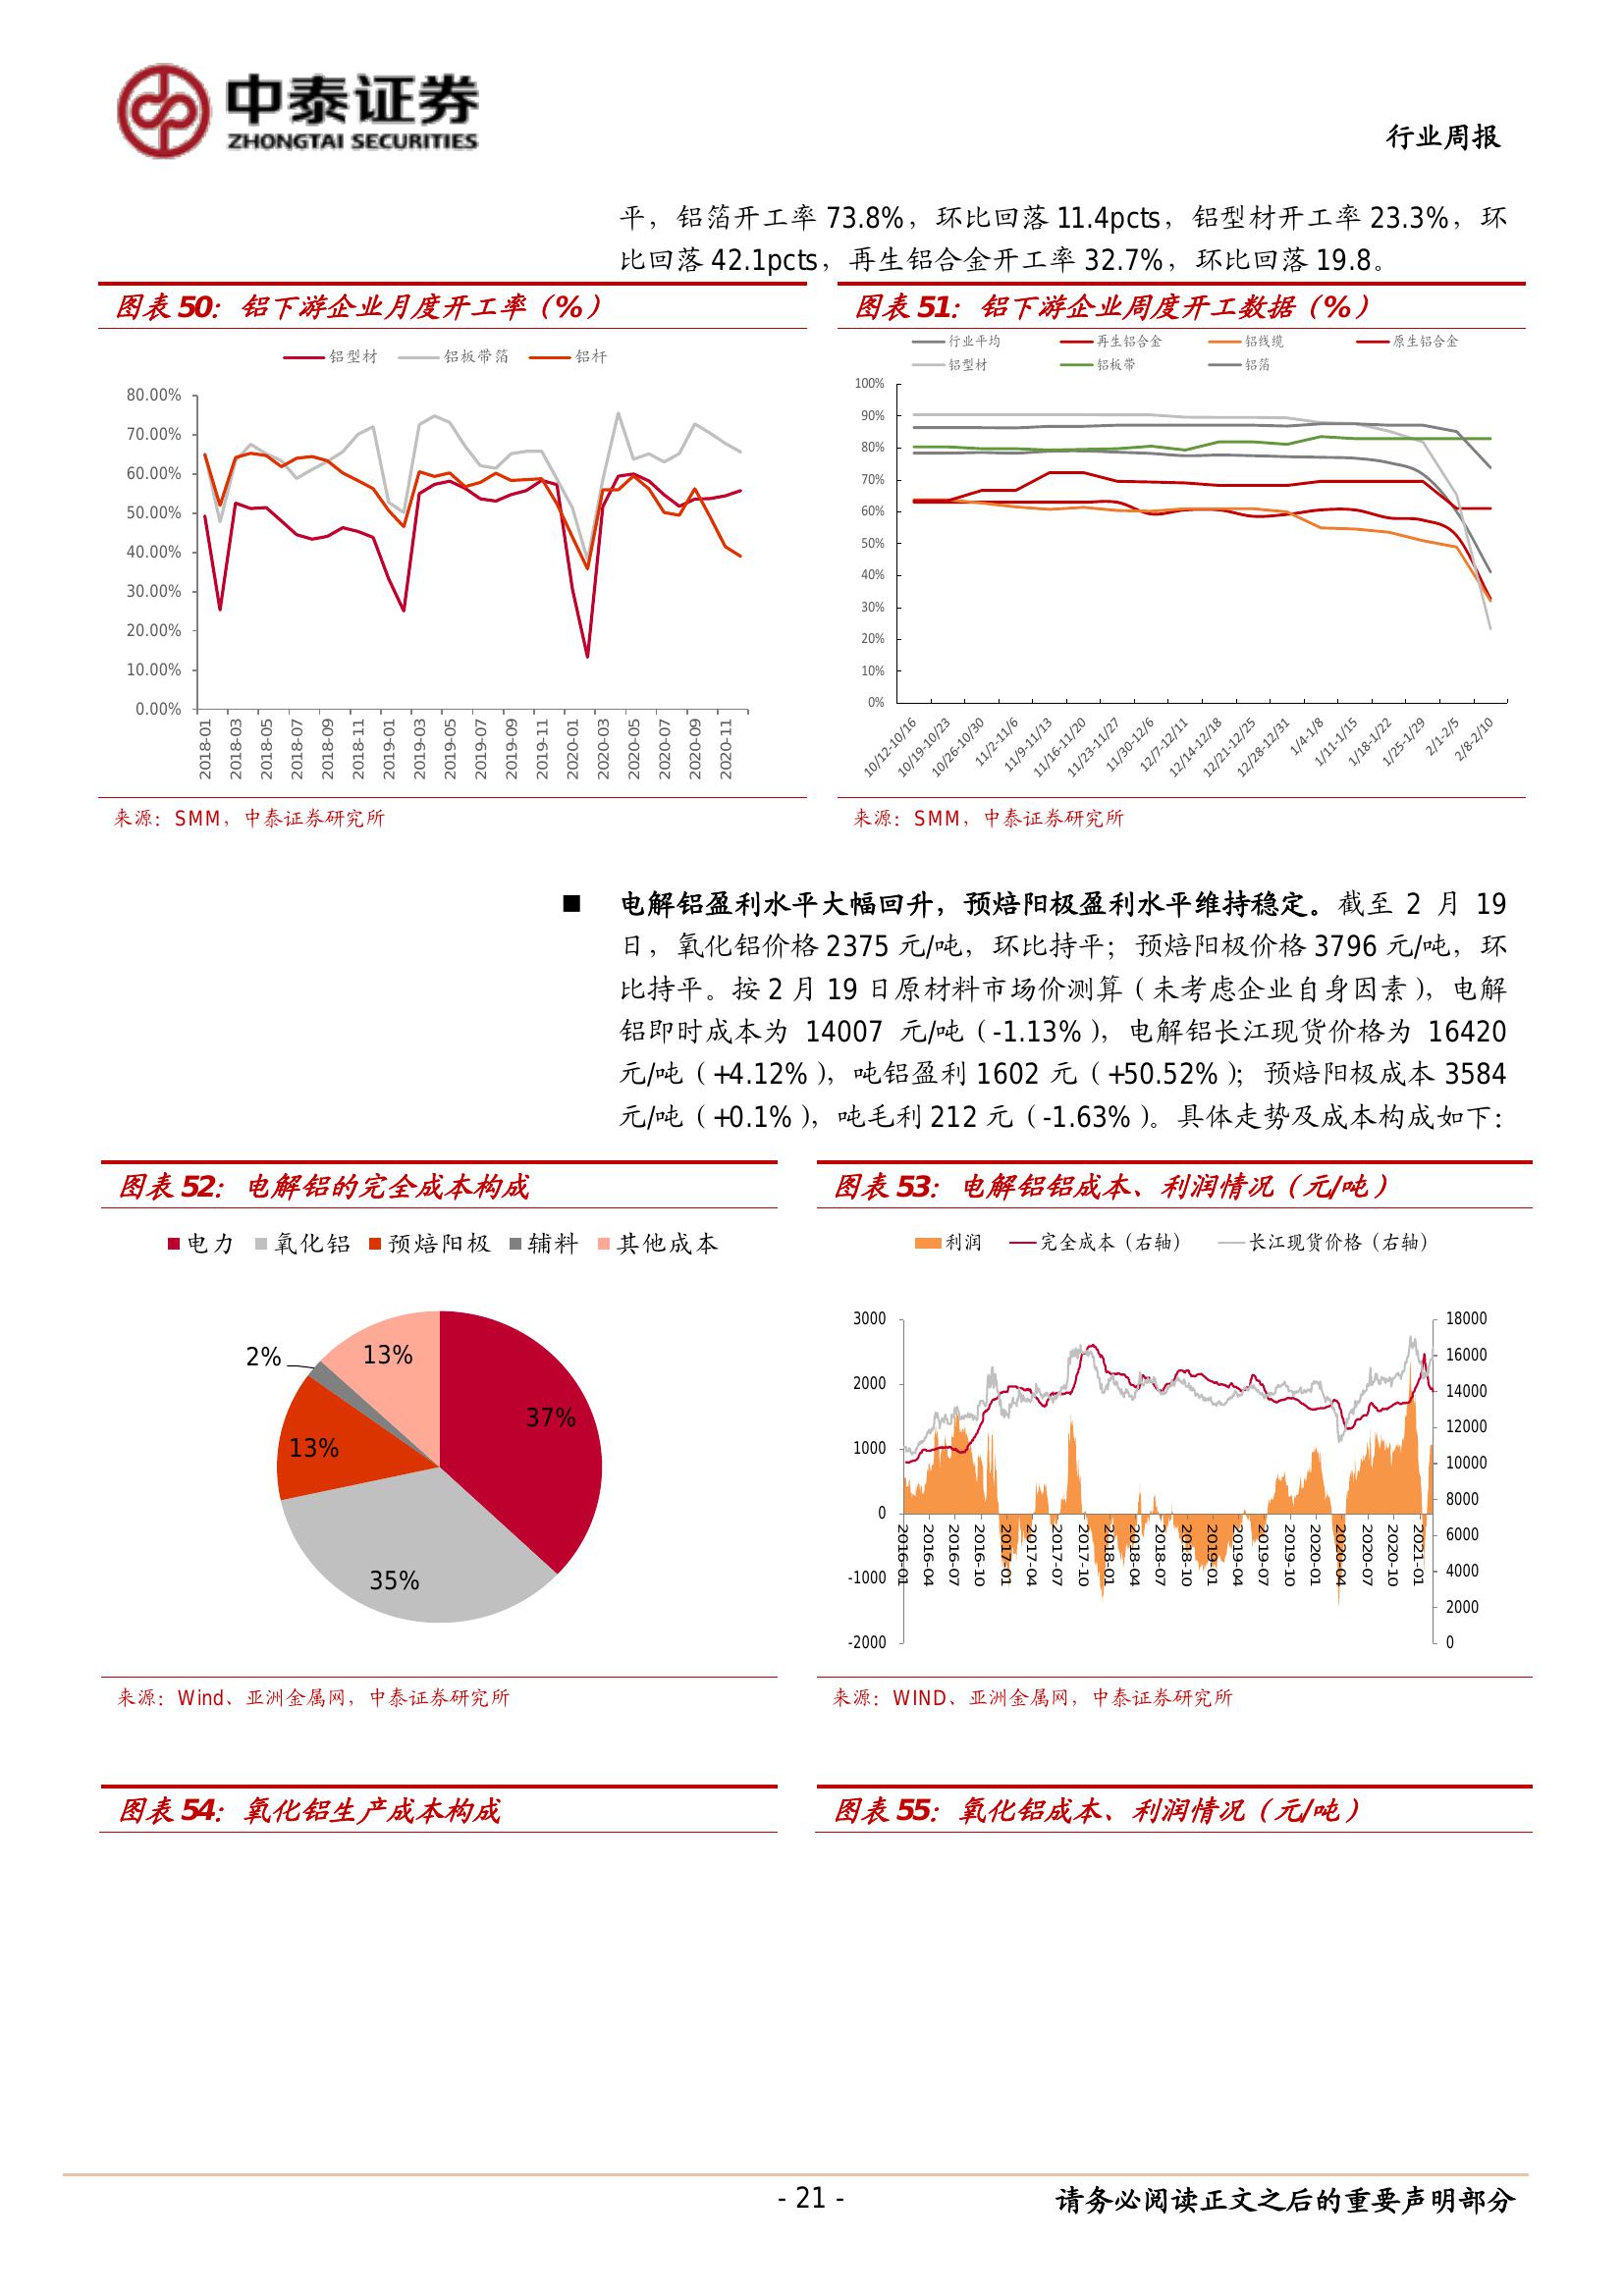 中泰证券
ZHONGTAI SECURITIES
行业周报
平，铝箔开工率 73.8%，环比回落 11.4pcts，铝型材开工率 23.3%，环
比回落 42.1pcts，再生铝合金开工率 32.7%，环比回落 19.8。
图表 50：铝下游企业月度开工率（%）
铝型材 铝板带箔 铝杆
80.00%
70.00%
60.00%
50.00%
40.00%
30.00%
20.00%
10.00%
0.00%
2018-01 2018-03 2018-05 2018-07 2018-09 2018-11 2019-01 2019-03 2019-05 2019-07 2019-09 2019-11 2020-01 2020-03 2020-05 2020-07 2020-09 2020-11
来源：SMM，中泰证券研究所
图表 51：铝下游企业周度开工数据（%）
行业平均 再生铝合金 铝线缆 原生铝合金
铝型材 铝板带 铝箔
100%
90%
80%
70%
60%
50%
40%
30%
20%
10%
0%
10/12-10/16 10/19-10/23 10/26-10/30 11/2-11/6 11/9-11/13 11/16-11/20 11/23-11/27 11/30-12/6 12/7-12/11 12/14-12/18 12/21-12/25 12/28-12/31 1/4-1/8 1/11-1/15 1/18-1/22 1/25-1/29 2/1-2/5 2/8-2/10
来源：SMM，中泰证券研究所
■ 电解铝盈利水平大幅回升，预焙阳极盈利水平维持稳定。截至 2 月 19
日，氧化铝价格 2375 元/吨，环比持平；预焙阳极价格 3796 元/吨，环
比持平。按 2 月 19 日原材料市场价测算（未考虑企业自身因素），电解
铝即时成本为 14007 元/吨（-1.13%），电解铝长江现货价格为 16420
元/吨（+4.12%），吨铝盈利 1602 元（+50.52%）；预焙阳极成本 3584
元/吨（+0.1%），吨毛利 212 元（-1.63%）。具体走势及成本构成如下：
图表 52：电解铝的完全成本构成
电力 氧化铝 预焙阳极 辅料 其他成本
2%
13%
37%
13%
35%
来源：Wind、亚洲金属网，中泰证券研究所
图表 53：电解铝铝成本、利润情况（元/吨）
利润 完全成本（右轴） 长江现货价格（右轴）
3000
2000
1000
0
-1000
-2000
18000
16000
14000
12000
10000
8000
6000
4000
2000
0
2016-01 2016-04 2016-07 2016-10 2017-01 2017-04 2017-07 2017-10 2018-01 2018-04 2018-07 2018-10 2019-01 2019-04 2019-07 2019-10 2020-01 2020-04 2020-07 2020-10 2021-01
来源：WIND、亚洲金属网，中泰证券研究所
图表 54：氧化铝生产成本构成
图表 55：氧化铝成本、利润情况（元/吨）
- 21 -
请务必阅读正文之后的重要声明部分